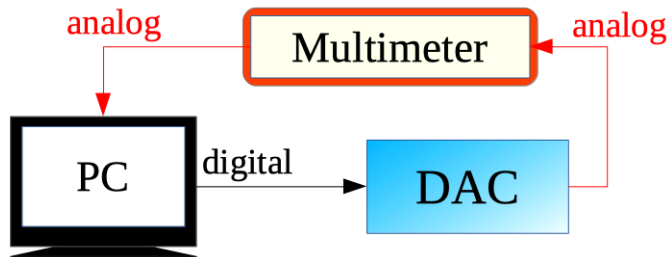 analog
Multimeter
analog
PC
digital
DAC